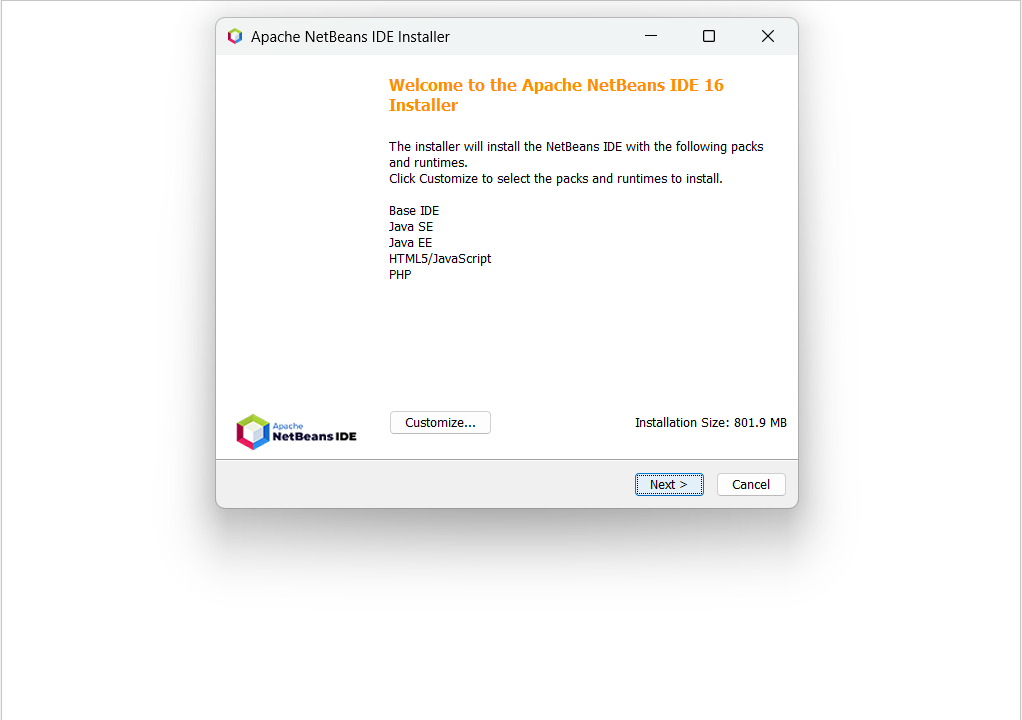 Apache NetBeans IDE Installer
Welcome to the Apache NetBeans IDE 16
Installer
The installer will install the NetBeans IDE with the following packs
and runtimes.
Click Customize to select the packs and runtimes to install.
Base IDE
Java SE
Java EE
HTML5/JavaScript
PHP
Apache
NetBeans IDE
Customize...
Installation Size: 801.9 MB
Next >
Cancel